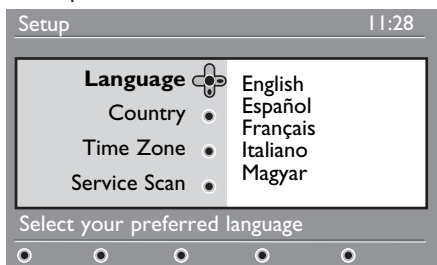 Setup 11:28
Language
Country
Time Zone
Service Scan
English
Español
Français
Italiano
Magyar
Select your preferred language